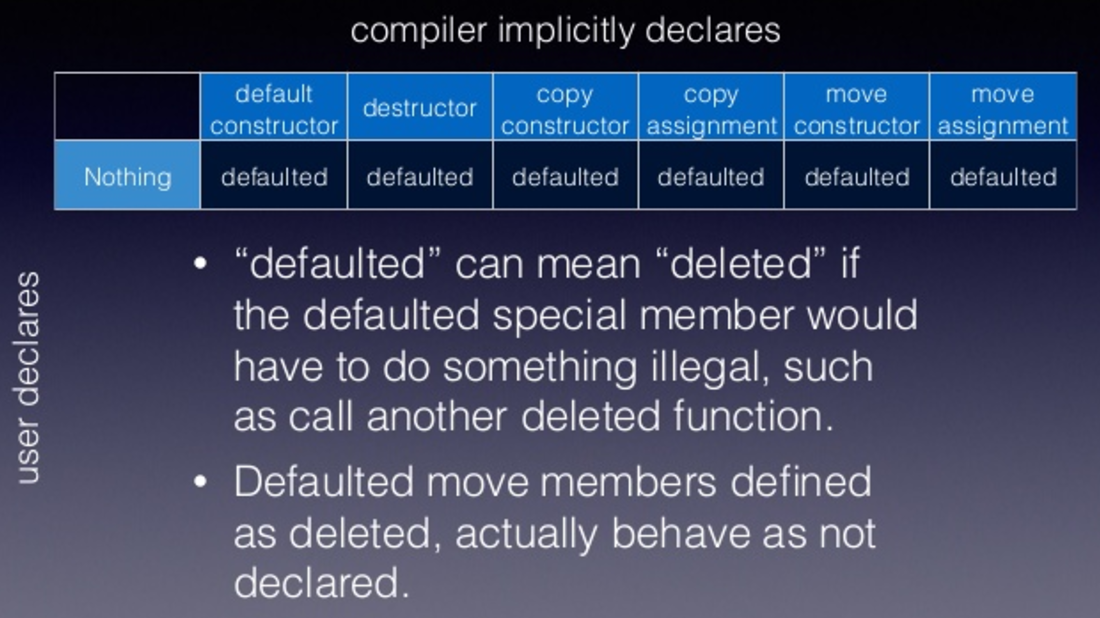 compiler implicitly declares
default constructor
destructor
copy constructor
copy assignment
move constructor
move assignment
Nothing
defaulted
defaulted
defaulted
defaulted
defaulted
defaulted
user declares
• “defaulted” can mean “deleted” if
the defaulted special member would
have to do something illegal, such
as call another deleted function.
• Defaulted move members defined
as deleted, actually behave as not
declared.